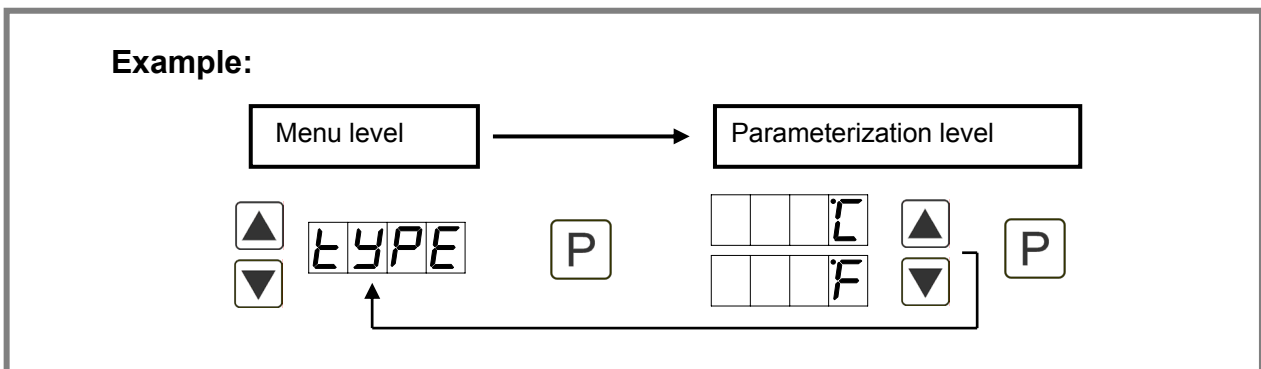 Example:
Menu level
Parameterization level
tYPE
P
°C
°F
P